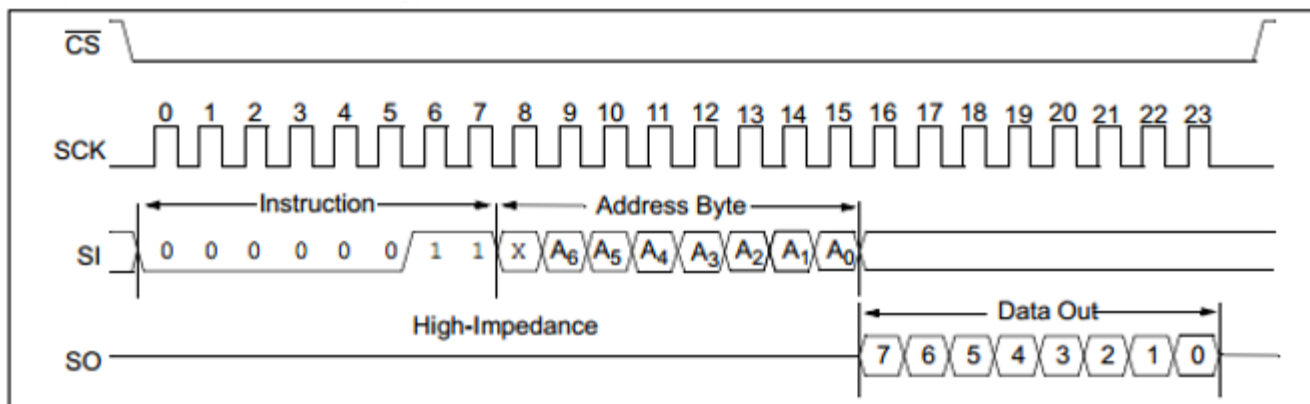 CS
0 1 2 3 4 5 6 7 8 9 10 11 12 13 14 15 16 17 18 19 20 21 22 23
SCK
Instruction Address Byte
SI 0 0 0 0 0 0 1 1 X A6 A5 A4 A3 A2 A1 A0
High-Impedance Data Out
SO 7 6 5 4 3 2 1 0